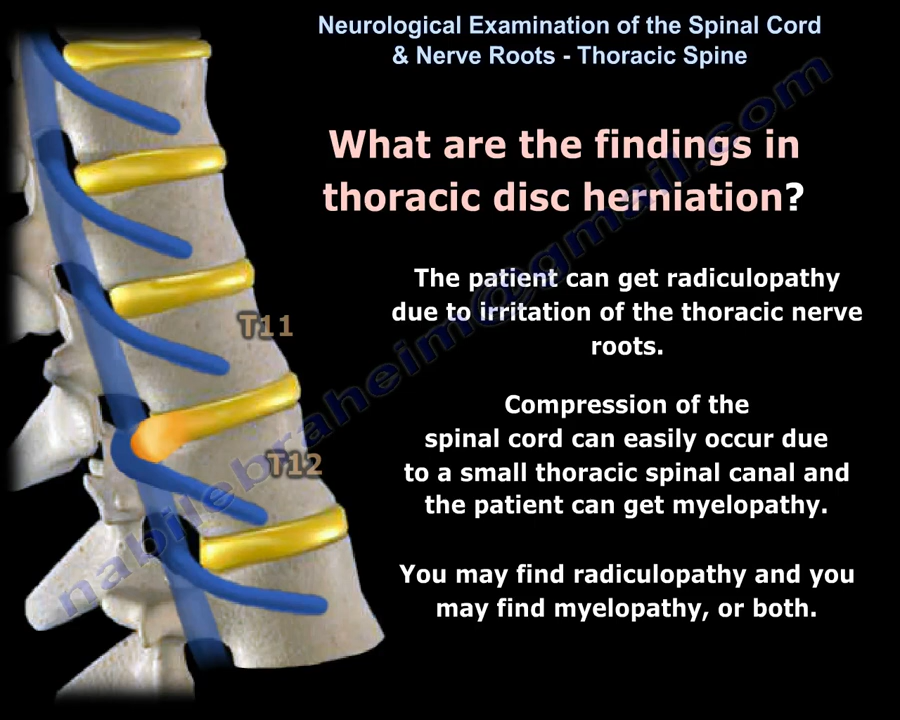 Neurological Examination of the Spinal Cord
& Nerve Roots - Thoracic Spine
What are the findings in
thoracic disc herniation?
The patient can get radiculopathy
due to irritation of the thoracic nerve
roots.
Compression of the
spinal cord can easily occur due
to a small thoracic spinal canal and
the patient can get myelopathy.
You may find radiculopathy and you
may find myelopathy, or both.
T11
T12
nabilebraheim@gmail.com